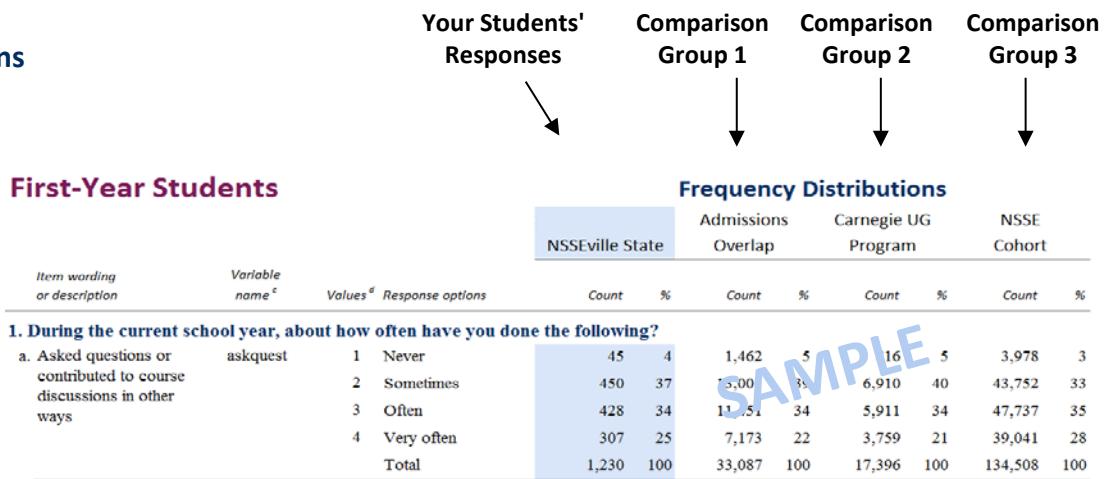 Your Students' Comparison Comparison Comparison
ns Responses Group 1 Group 2 Group 3
First-Year Students Frequency Distributions
Admissions Carnegie UG NSSE
NSSEville State Overlap Program Cohort
Item wording Variable
or description name c Values d Response options Count % Count % Count % Count %
1. During the current school year, about how often have you done the following?
a. Asked questions or askquest 1 Never 45 4 1,462 5 5 3,978 3
contributed to course
discussions in other
ways
2 Sometimes 450 37 6,910 40 43,752 33
3 Often 428 34 34 5,911 34 47,737 35
4 Very often 307 25 7,173 22 3,759 21 39,041 28
Total 1,230 100 33,087 100 17,396 100 134,508 100
SAMPLE